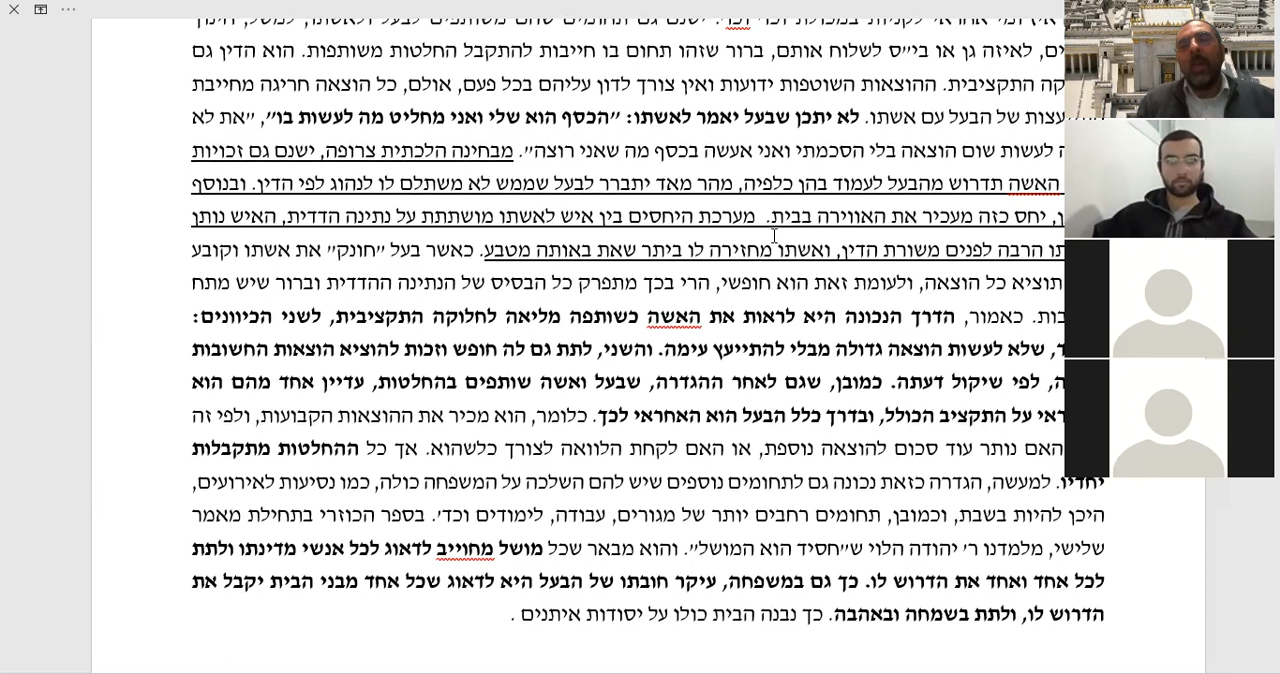 אחראי לקניות במכולת וכד' וכו'. ישנם גם תחומים שהם משותפים לבעל ולאשתו, למשל, חינוך
לאיזה גן או בי"ס לשלוח אותם, ברור שזהו תחום בו חייבות להתקבל החלטות משותפות. הוא הדין גם
התקציבית. ההוצאות השוטפות ידועות ואין צורך לדון עליהם בכל פעם, אולם, כל הוצאה חריגה מחייבת
של הבעל עם אשתו. לא יתכן שבעל יאמר לאשתו: "הכסף הוא שלי ואני מחליט מה לעשות בו", "את לא
לעשות שום הוצאה בלי הסכמתי ואני אעשה בכסף מה שאני רוצה". מבחינה הלכתית צרופה, ישנם גם זכויות
האשה תדרוש מהבעל לעמוד בהן כלפיה, מהר מאד יתברר לבעל שממש לא משתלם לו לנהוג לפי הדין. ובנוסף
יחס כזה מעכיר את האווירה בבית. מערכת היחסים בין איש לאשתו מושתתת על נתינה הדדית, האיש נותן
הרבה לפנים משורת הדין, ואשתו מחזירה לו ביתר שאת באותה מטבע. כאשר בעל "חונק" את אשתו וקובע
תוציא כל הוצאה, ולעומת זאת הוא חופשי, הרי בכך מתפרק כל הבסיס של הנתינה ההדדית וברור שיש מתח
כאמור, הדרך הנכונה היא לראות את האשה כשותפה מליאה לחלוקה התקציבית, לשני הכיוונים:
שלא לעשות הוצאה גדולה מבלי להתייעץ עימה. והשני, לתת גם לה חופש וזכות להוציא הוצאות החשובות
לפי שיקול דעתה. כמובן, שגם לאחר ההגדרה, שבעל ואשה שותפים בהחלטות, עדיין אחד מהם הוא
על התקציב הכולל, ובדרך כלל הבעל הוא האחראי לכך. כלומר, הוא מכיר את ההוצאות הקבועות, ולפי זה
האם נותר עוד סכום להוצאה נוספת, או האם לקחת הלוואה לצורך כלשהוא. אך כל ההחלטות מתקבלות
יחדיו. למעשה, הגדרה כזאת נכונה גם לתחומים נוספים שיש להם השלכה על המשפחה כולה, כמו נסיעות לאירועים,
היכן להיות בשבת, וכמובן, תחומים רחבים יותר של מגורים, עבודה, לימודים וכד'. בספר הכוזרי בתחילת מאמר
שלישי, מלמדנו ר' יהודה הלוי ש"חסיד הוא המושל". והוא מבאר שכל מושל מחוייב לדאוג לכל אנשי מדינתו ולתת
לכל אחד ואחד את הדרוש לו. כך גם במשפחה, עיקר חובתו של הבעל היא לדאוג שכל אחד מבני הבית יקבל את
הדרוש לו, ולתת בשמחה ובאהבה. כך נבנה הבית כולו על יסודות איתנים .